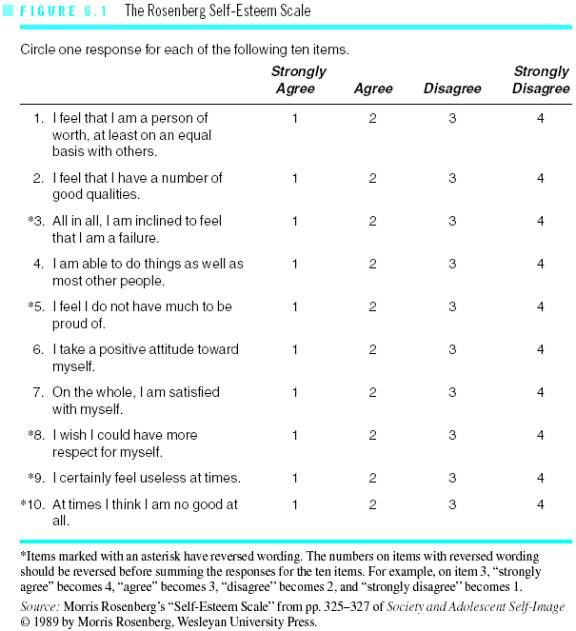 FIGURE 6.1 The Rosenberg Self-Esteem Scale
Circle one response for each of the following ten items.
Strongly Strongly
Agree Agree Disagree Disagree
1. I feel that I am a person of 1 2 3 4
worth, at least on an equal
basis with others.
2. I feel that I have a number of 1 2 3 4
good qualities.
*3. All in all, I am inclined to feel 1 2 3 4
that I am a failure.
4. I am able to do things as well as 1 2 3 4
most other people.
*5. I feel I do not have much to be 1 2 3 4
proud of.
6. I take a positive attitude toward 1 2 3 4
myself.
7. On the whole, I am satisfied 1 2 3 4
with myself.
*8. I wish I could have more 1 2 3 4
respect for myself.
*9. I certainly feel useless at times. 1 2 3 4
*10. At times I think I am no good at 1 2 3 4
all.
*Items marked with an asterisk have reversed wording. The numbers on items with reversed wording
should be reversed before summing the responses for the ten items. For example, on item 3, “strongly
agree” becomes 4, “agree” becomes 3, “disagree” becomes 2, and “strongly disagree” becomes 1.
Source: Morris Rosenberg’s “Self-Esteem Scale” from pp. 325–327 of Society and Adolescent Self-Image
© 1989 by Morris Rosenberg, Wesleyan University Press.